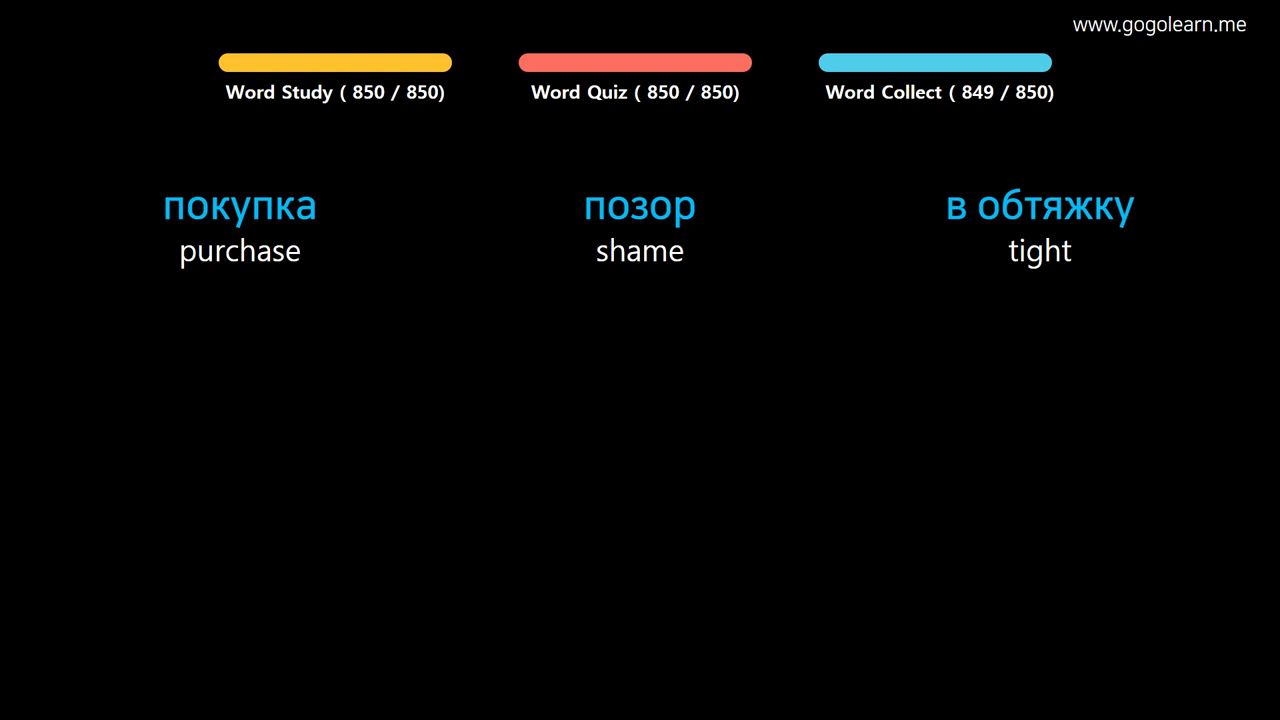 www.gogolearn.me
Word Study ( 850 / 850)
Word Quiz ( 850 / 850)
Word Collect ( 849 / 850)
покупка
purchase
позор
shame
в обтяжку
tight